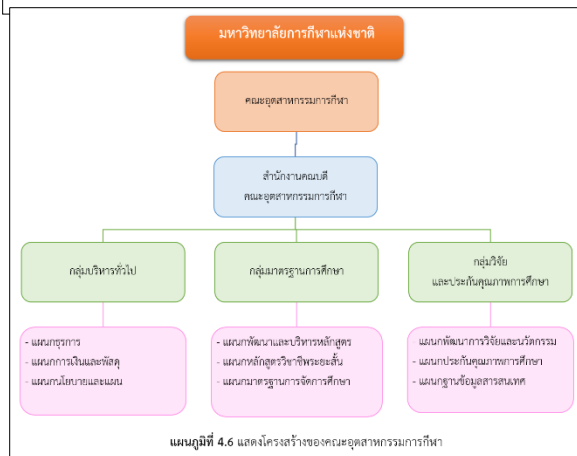 มหาวิทยาลัยการกีฬาแห่งชาติ
คณะอุตสาหกรรมการกีฬา
สำนักงานคณบดี
คณะอุตสาหกรรมการกีฬา
กลุ่มบริหารทั่วไป
กลุ่มมาตรฐานการศึกษา
กลุ่มวิจัย
และประกันคุณภาพการศึกษา
- แผนกธุรการ
- แผนกการเงินและพัสดุ
- แผนกนโยบายและแผน
- แผนกพัฒนาและบริหารหลักสูตร
- แผนกหลักสูตรวิชาชีพระยะสั้น
- แผนกมาตรฐานการจัดการศึกษา
- แผนกพัฒนาการวิจัยและนวัตกรรม
- แผนกประกันคุณภาพการศึกษา
- แผนกฐานข้อมูลสารสนเทศ
แผนภูมิที่ 4.6 แสดงโครงสร้างของคณะอุตสาหกรรมการกีฬา